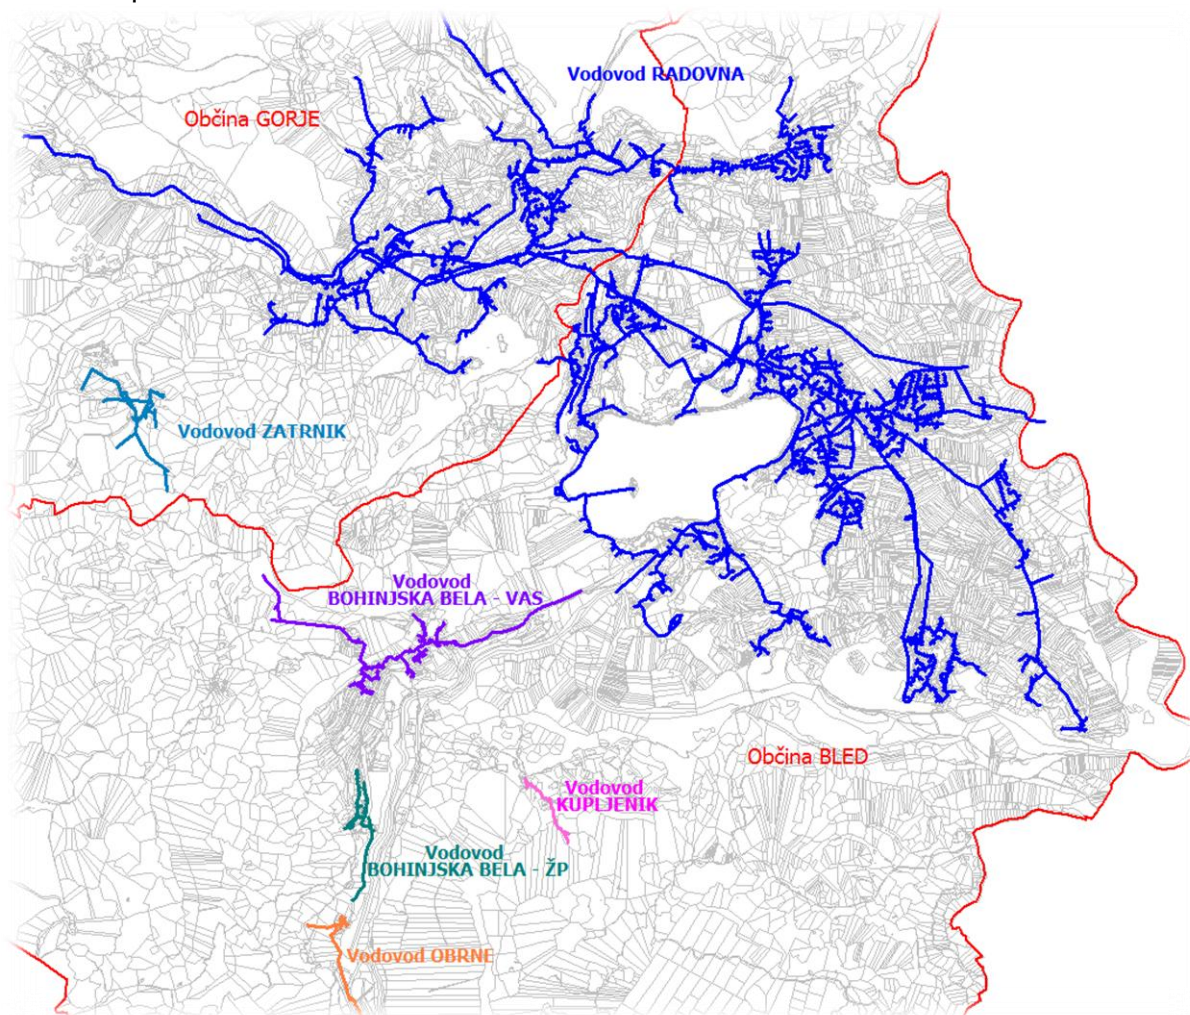 Vodovod RADOVNA
Občina GORJE
Vodovod ZATRNIK
Vodovod
BOHINJSKA BELA - VAS
Občina BLED
Vodovod
KUPLJENIK
Vodovod
BOHINJSKA BELA - ŽP
Vodovod OBRNE